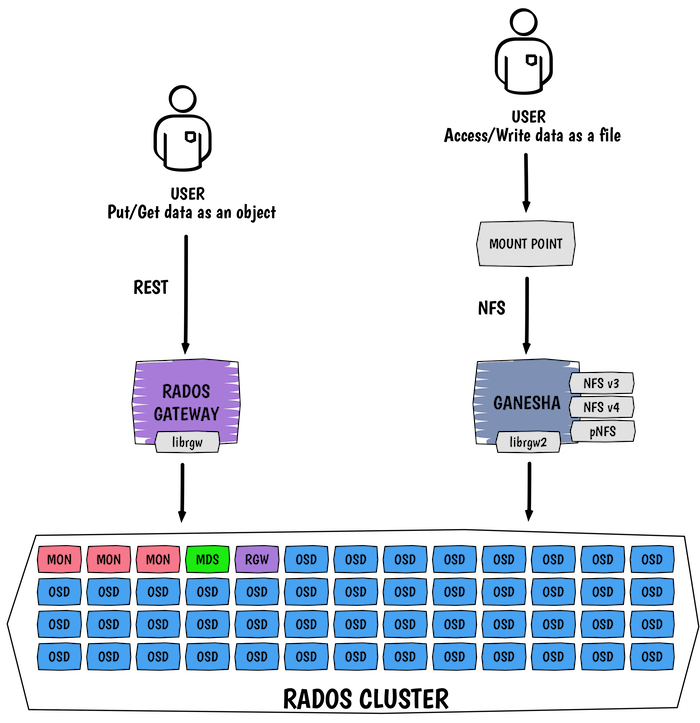 USER
Access/Write data as a file
USER
Put/Get data as an object
MOUNT POINT
REST
NFS
RADOS
GATEWAY
librgw
GANESHA
NFS v3
NFS v4
pNFS
librgw2
MON MON MON MDS RGW OSD OSD OSD OSD OSD OSD OSD OSD
OSD OSD OSD OSD OSD OSD OSD OSD OSD OSD OSD OSD OSD
OSD OSD OSD OSD OSD OSD OSD OSD OSD OSD OSD OSD OSD
OSD OSD OSD OSD OSD OSD OSD OSD OSD OSD OSD OSD OSD
RADOS CLUSTER